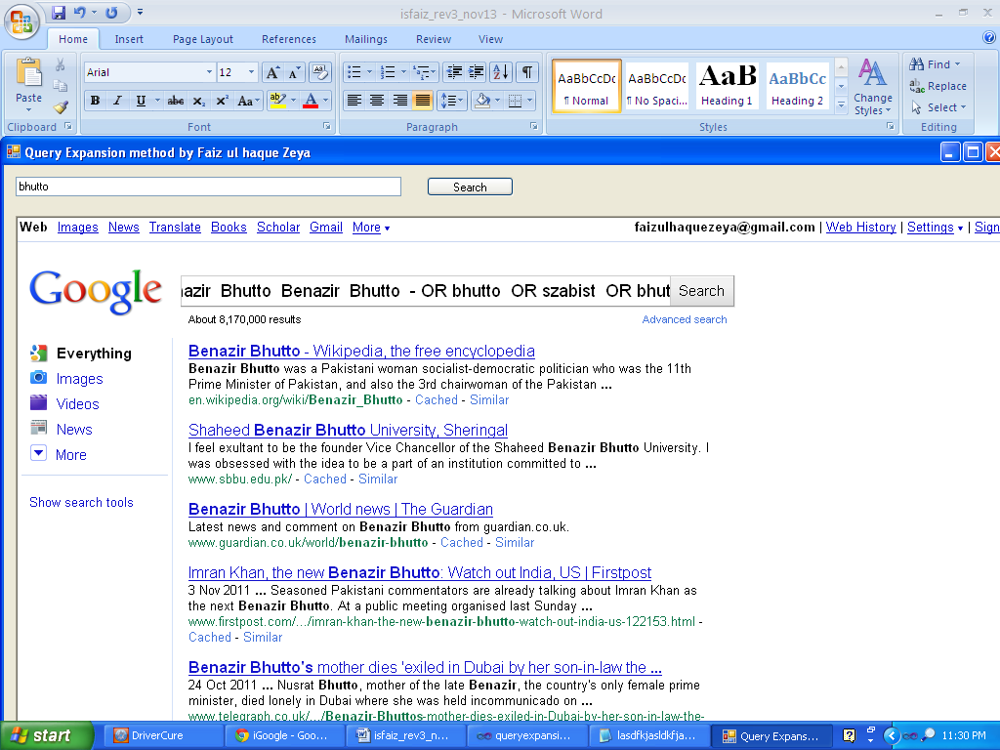 isfaiz_rev3_nov13 - Microsoft Word
Home Insert Page Layout References Mailings Review View
Paste
Arial 12
B I U abc X₂ X² Aa ab A
AaBbCcDc AaBbCcDc AaB AaBbCc
¶ Normal ¶ No Spaci... Heading 1 Heading 2
Change Styles
Find
Replace
Select
Clipboard Font Paragraph Styles Editing
Query Expansion method by Faiz ul haque Zeya
bhutto Search
Web Images News Translate Books Scholar Gmail More faizulhaquezeya@gmail.com | Web History | Settings | Sign
Google
azir Bhutto Benazir Bhutto - OR bhutto OR szabist OR bhut Search
About 8,170,000 results Advanced search
Everything
Images
Videos
News
More
Show search tools
Benazir Bhutto - Wikipedia, the free encyclopedia
Benazir Bhutto was a Pakistani woman socialist-democratic politician who was the 11th
Prime Minister of Pakistan, and also the 3rd chairwoman of the Pakistan ...
en.wikipedia.org/wiki/Benazir_Bhutto - Cached - Similar
Shaheed Benazir Bhutto University, Sheringal
I feel exultant to be the founder Vice Chancellor of the Shaheed Benazir Bhutto University. I
was obsessed with the idea to be a part of an institution committed to ...
www.sbbu.edu.pk/ - Cached - Similar
Benazir Bhutto | World news | The Guardian
Latest news and comment on Benazir Bhutto from guardian.co.uk.
www.guardian.co.uk/world/benazir-bhutto - Cached - Similar
Imran Khan, the new Benazir Bhutto: Watch out India, US | Firstpost
3 Nov 2011 ... Seasoned Pakistani commentators are already talking about Imran Khan as
the next Benazir Bhutto. At a public meeting organised last Sunday ...
www.firstpost.com/.../imran-khan-the-new-benazir-bhutto-watch-out-india-us-122153.html -
Cached - Similar
Benazir Bhutto's mother dies 'exiled in Dubai by her son-in-law the ...
24 Oct 2011 ... Nusrat Bhutto, mother of the late Benazir, the country's only female prime
minister, died lonely in Dubai where she was held incommunicado on ...
www.telegraph.co.uk/.../Benazir-Bhuttos-mother-dies-exiled-in-Dubai-by-her-son-in-law-the-
start DriverCure iGoogle - Goo... isfaiz_rev3_n... queryexpansi... lasdfkjasldkfja... Query Expans... 11:30 PM